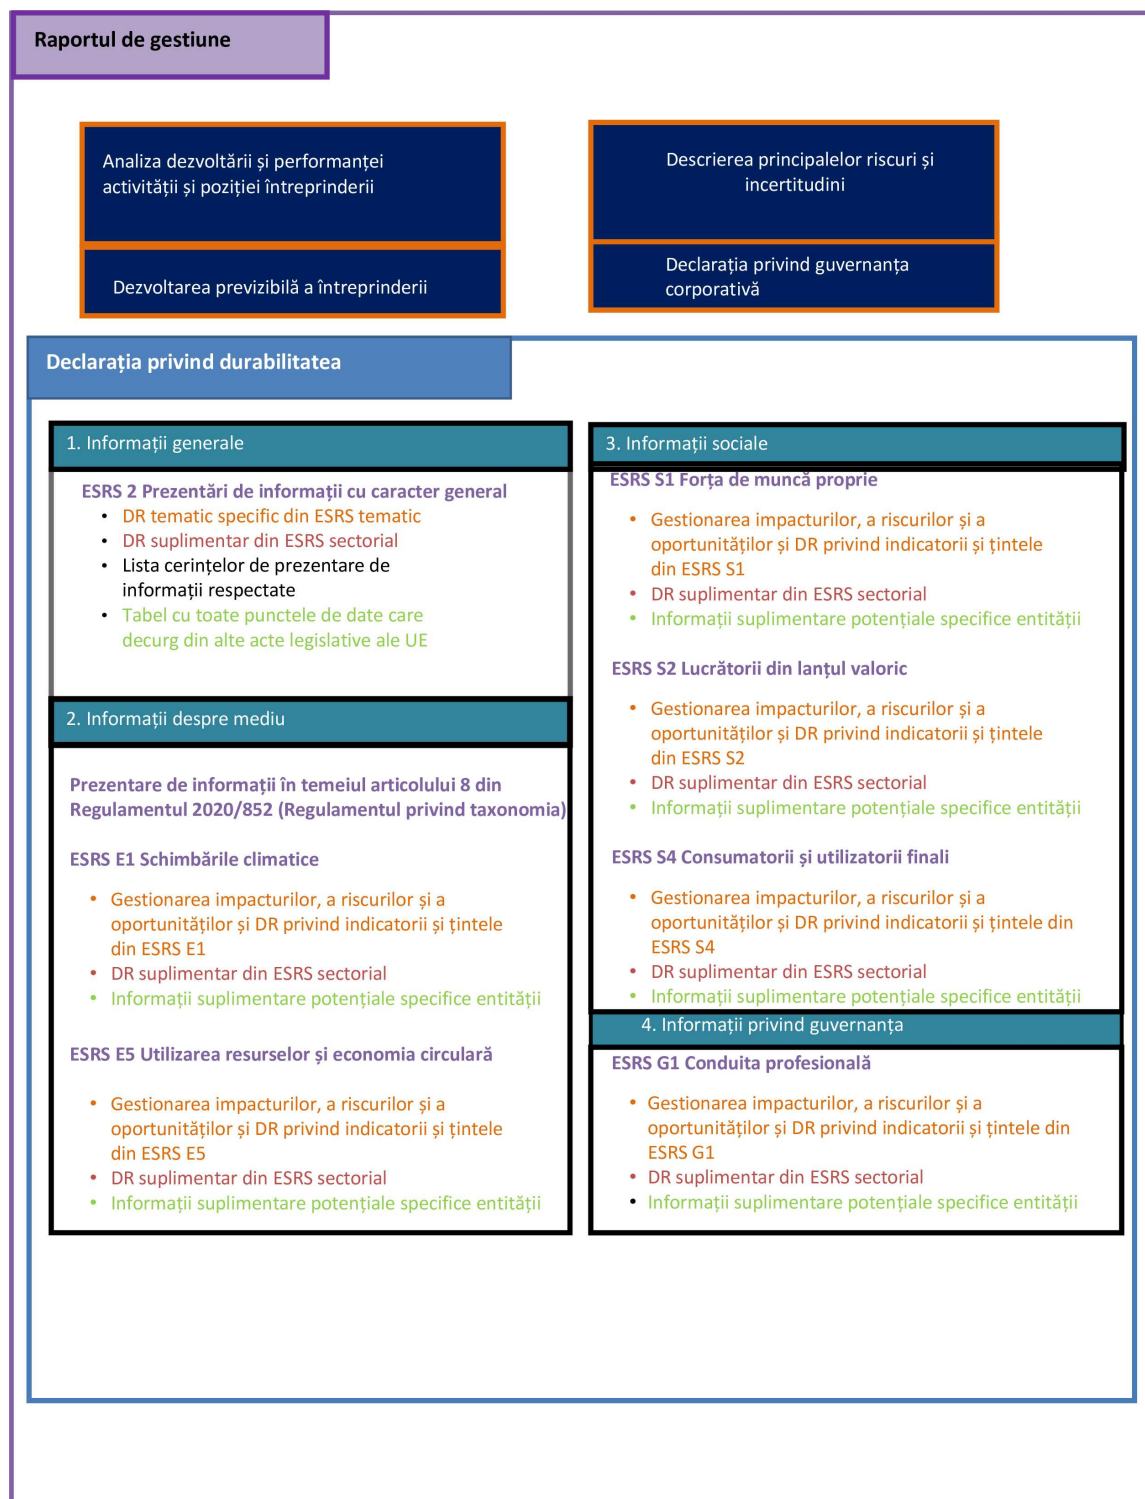 Raportul de gestiune
Analiza dezvoltării și performanței
activității și poziției întreprinderii
Descrierea principalelor riscuri și
incertitudini
Dezvoltarea previzibilă a întreprinderii
Declarația privind guvernanța
corporativă
Declarația privind durabilitatea
1. Informații generale
ESRS 2 Prezentări de informații cu caracter general
• DR tematic specific din ESRS tematic
• DR suplimentar din ESRS sectorial
• Lista cerințelor de prezentare de
informații respectate
• Tabel cu toate punctele de date care
decurg din alte acte legislative ale UE
2. Informații despre mediu
Prezentare de informații în temeiul articolului 8 din
Regulamentul 2020/852 (Regulamentul privind taxonomia)
ESRS E1 Schimbările climatice
• Gestionarea impacturilor, a riscurilor și a
oportunităților și DR privind indicatorii și țintele
din ESRS E1
• DR suplimentar din ESRS sectorial
• Informații suplimentare potențiale specifice entității
ESRS E5 Utilizarea resurselor și economia circulară
• Gestionarea impacturilor, a riscurilor și a
oportunităților și DR privind indicatorii și țintele
din ESRS E5
• DR suplimentar din ESRS sectorial
• Informații suplimentare potențiale specifice entității
3. Informații sociale
ESRS S1 Forța de muncă proprie
• Gestionarea impacturilor, a riscurilor și a
oportunităților și DR privind indicatorii și țintele
din ESRS S1
• DR suplimentar din ESRS sectorial
• Informații suplimentare potențiale specifice entității
ESRS S2 Lucrătorii din lanțul valoric
• Gestionarea impacturilor, a riscurilor și a
oportunităților și DR privind indicatorii și țintele
din ESRS S2
• DR suplimentar din ESRS sectorial
• Informații suplimentare potențiale specifice entității
ESRS S4 Consumatorii și utilizatorii finali
• Gestionarea impacturilor, a riscurilor și a
oportunităților și DR privind indicatorii și țintele din
ESRS S4
• DR suplimentar din ESRS sectorial
• Informații suplimentare potențiale specifice entității
4. Informații privind guvernanța
ESRS G1 Conduita profesională
• Gestionarea impacturilor, a riscurilor și a
oportunităților și DR privind indicatorii și țintele din
ESRS G1
• DR suplimentar din ESRS sectorial
• Informații suplimentare potențiale specifice entității